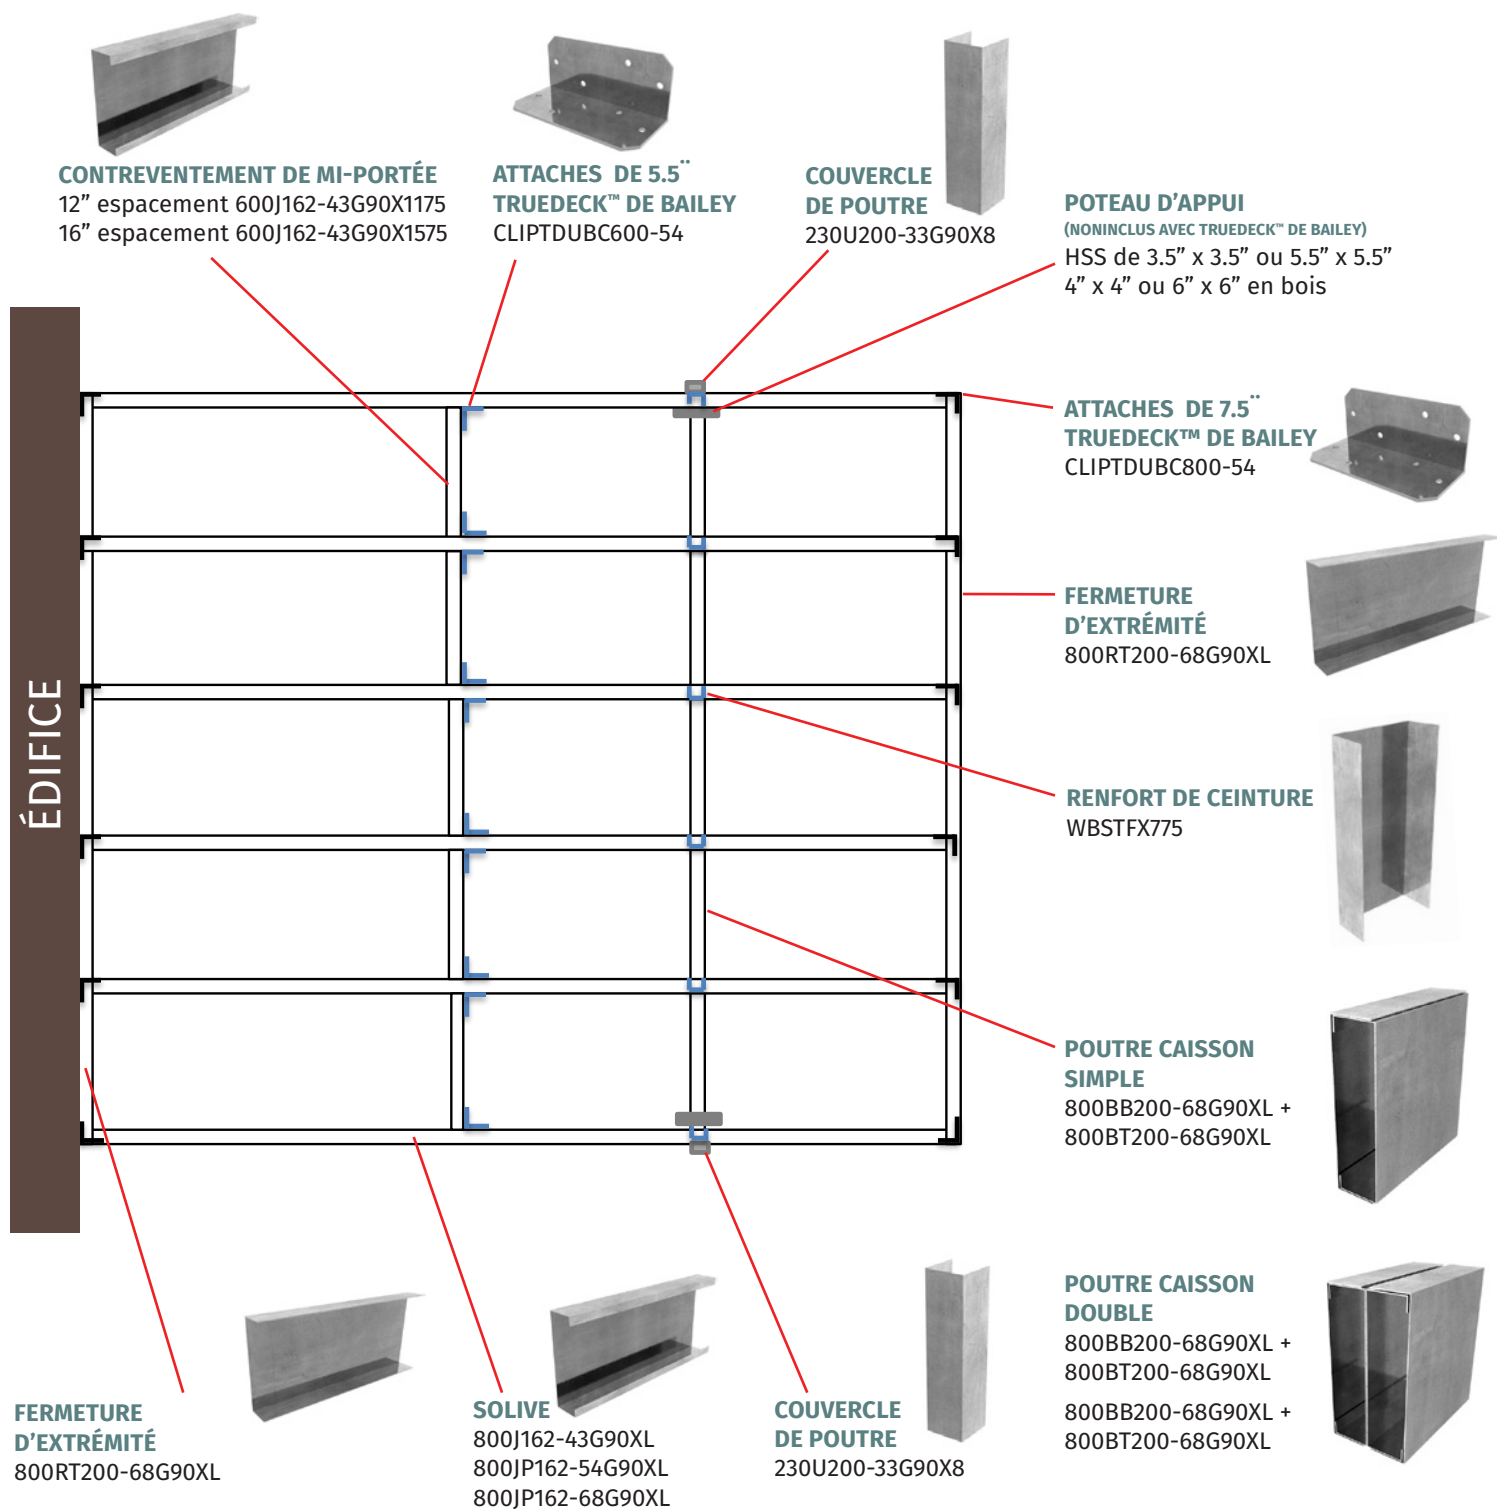 CONTREVENTEMENT DE MI-PORTÉE
12” espacement 600J162-43G90X1175
16” espacement 600J162-43G90X1575
ATTACHES DE 5.5¨
TRUEDECK™ DE BAILEY
CLIPTDUBC600-54
COUVERCLE
DE POUTRE
230U200-33G90X8
POTEAU D’APPUI
(NONINCLUS AVEC TRUEDECK™ DE BAILEY)
HSS de 3.5” x 3.5” ou 5.5” x 5.5”
4” x 4” ou 6” x 6” en bois
ATTACHES DE 7.5¨
TRUEDECK™ DE BAILEY
CLIPTDUBC800-54
FERMETURE
D’EXTRÉMITÉ
800RT200-68G90XL
ÉDIFICE
RENFORT DE CEINTURE
WBSTFX775
POUTRE CAISSON
SIMPLE
800BB200-68G90XL +
800BT200-68G90XL
POUTRE CAISSON
DOUBLE
800BB200-68G90XL +
800BT200-68G90XL
800BB200-68G90XL +
800BT200-68G90XL
FERMETURE
D’EXTRÉMITÉ
800RT200-68G90XL
SOLIVE
800J162-43G90XL
800JP162-54G90XL
800JP162-68G90XL
COUVERCLE
DE POUTRE
230U200-33G90X8